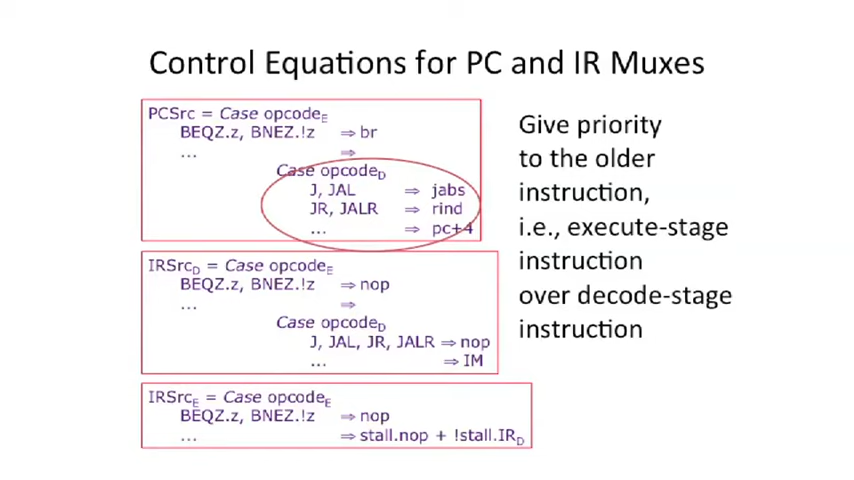 Control Equations for PC and IR Muxes
PCSrc = Case opcodeE
BEQZ.z, BNEZ.!z ⇒ br
... ⇒
Case opcodeD
J, JAL ⇒ jabs
JR, JALR ⇒ rind
... ⇒ pc+4
IRSrcD = Case opcodeE
BEQZ.z, BNEZ.!z ⇒ nop
... ⇒
Case opcodeD
J, JAL, JR, JALR ⇒ nop
... ⇒ IM
IRSrcE = Case opcodeE
BEQZ.z, BNEZ.!z ⇒ nop
... ⇒ stall.nop + !stall.IRD
Give priority
to the older
instruction,
i.e., execute-stage
instruction
over decode-stage
instruction